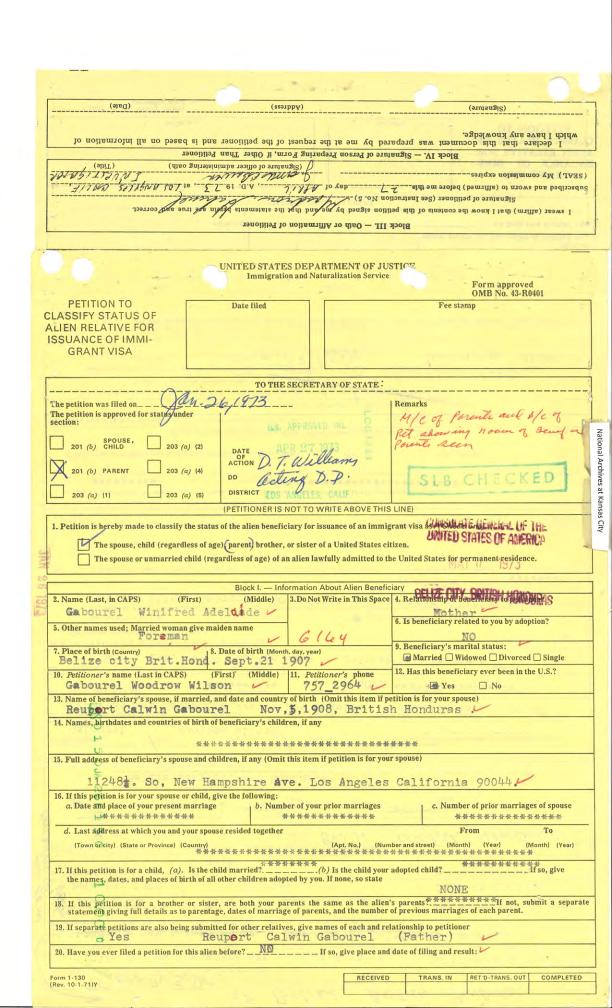 Block III. — Oath or Affirmation of Petitioner
I swear (affirm) that I know the contents of this petition signed by me and that the statements herein are true and correct.
Signature of petitioner (See Instruction No. 5)
Subscribed and sworn to (affirmed) before me this 27 day of April A.D. 1973 at Los Angeles, Calif.
(SEAL) My commission expires
(Signature of officer administering oath) (Title)
Block IV. — Signature of Person Preparing Form, if Other Than Petitioner
I declare that this document was prepared by me at the request of the petitioner and is based on all information of
which I have any knowledge.
(Signature) (Address) (Date)
UNITED STATES DEPARTMENT OF JUSTICE
Immigration and Naturalization Service
Form approved
OMB No. 43-R0401
PETITION TO
CLASSIFY STATUS OF
ALIEN RELATIVE FOR
ISSUANCE OF IMMI-
GRANT VISA
Date filed
Fee stamp
TO THE SECRETARY OF STATE:
The petition was filed on Jan. 26, 1973
The petition is approved for status under
section:
201 (b) SPOUSE, CHILD
203 (a) (2)
201 (b) PARENT
203 (a) (4)
203 (a) (1)
203 (a) (5)
APR 27 1973
DATE OF ACTION
D. T. Williams
DD
Acting D.D.
DISTRICT LOS ANGELES, CALIF
Remarks
M/C of Parents and B/C of
Pet. showing names of Benef as
Parents seen
SLB CHECKED
(PETITIONER IS NOT TO WRITE ABOVE THIS LINE)
1. Petition is hereby made to classify the status of the alien beneficiary for issuance of an immigrant visa as
CONSULATE GENERAL OF THE
UNITED STATES OF AMERICA
The spouse, child (regardless of age) (parent) brother, or sister of a United States citizen.
The spouse or unmarried child (regardless of age) of an alien lawfully admitted to the United States for permanent residence.
BELIZE CITY, BRITISH HONDURAS
Block I. — Information About Alien Beneficiary
2. Name (Last, in CAPS) (First) (Middle)
Gabourel Winifred Adelaide
3. Do Not Write in This Space
6164
4. Relationship of beneficiary to petitioner
Mother
5. Other names used; Married woman give maiden name
Foreman
6. Is beneficiary related to you by adoption?
NO
7. Place of birth (Country)
Belize city Brit.Hond.
8. Date of birth (Month, day, year)
Sept.21 1907
9. Beneficiary's marital status:
Married Widowed Divorced Single
10. Petitioner's name (Last in CAPS) (First) (Middle)
Gabourel Woodrow Wilson
11. Petitioner's phone
757_2964
12. Has this beneficiary ever been in the U.S.?
Yes No
13. Name of beneficiary's spouse, if married, and date and country of birth (Omit this item if petition is for your spouse)
Reupert Calwin Gabourel Nov,5,1908, British Honduras
14. Names, birthdates and countries of birth of beneficiary's children, if any
************************************
15. Full address of beneficiary's spouse and children, if any (Omit this item if petition is for your spouse)
11248½. So, New Hampshire Ave. Los Angeles California 90044
16. If this petition is for your spouse or child, give the following:
a. Date and place of your present marriage
b. Number of your prior marriages
c. Number of prior marriages of spouse
d. Last address at which you and your spouse resided together From To
(Town or city) (State or Province) (Country) (Apt. No.) (Number and street) (Month) (Year) (Month) (Year)
17. If this petition is for a child, (a). Is the child married? (b) Is the child your adopted child? If so, give
the names, dates, and places of birth of all other children adopted by you. If none, so state
NONE
18. If this petition is for a brother or sister, are both your parents the same as the alien's parents? If not, submit a separate
statement giving full details as to parentage, dates of marriage of parents, and the number of previous marriages of each parent.
19. If separate petitions are also being submitted for other relatives, give names of each and relationship to petitioner
Yes Reupert Calwin Gabourel (Father)
20. Have you ever filed a petition for this alien before? NO If so, give place and date of filing and result:
Form I-130
(Rev. 10-1-71)Y
RECEIVED TRANS. IN RET'D-TRANS. OUT COMPLETED
National Archives at Kansas City